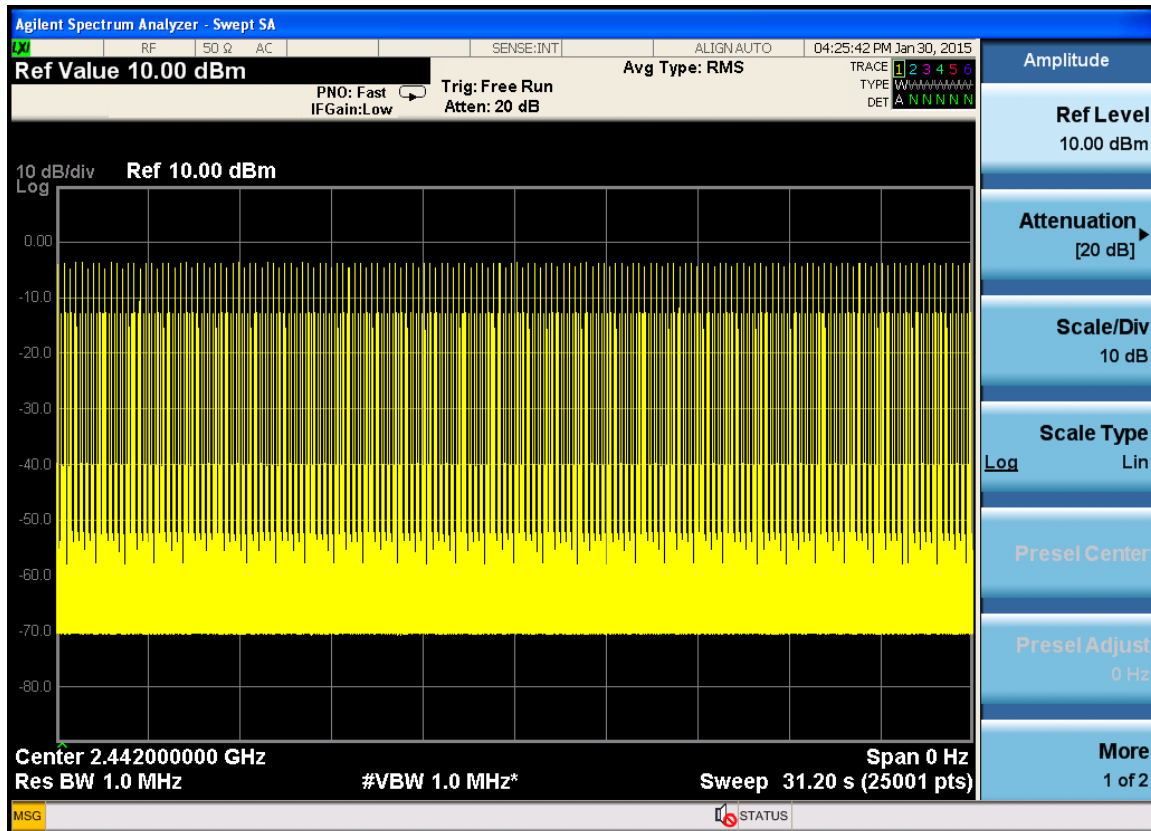 Agilent Spectrum Analyzer - Swept SA
LXI RF 50 Ω AC SENSE:INT ALIGN AUTO 04:25:42 PM Jan 30, 2015
Ref Value 10.00 dBm
PNO: Fast
IFGain:Low
Trig: Free Run
Atten: 20 dB
Avg Type: RMS
TRACE 1 2 3 4 5 6
TYPE WWWWWW
DET A N N N N N
10 dB/div Ref 10.00 dBm
Log
0.00
-10.0
-20.0
-30.0
-40.0
-50.0
-60.0
-70.0
-80.0
Center 2.442000000 GHz Span 0 Hz
Res BW 1.0 MHz #VBW 1.0 MHz* Sweep 31.20 s (25001 pts)
MSG STATUS
Amplitude
Ref Level
10.00 dBm
Attenuation
[20 dB]
Scale/Div
10 dB
Scale Type
Log Lin
Presel Center
Presel Adjust
0 Hz
More
1 of 2